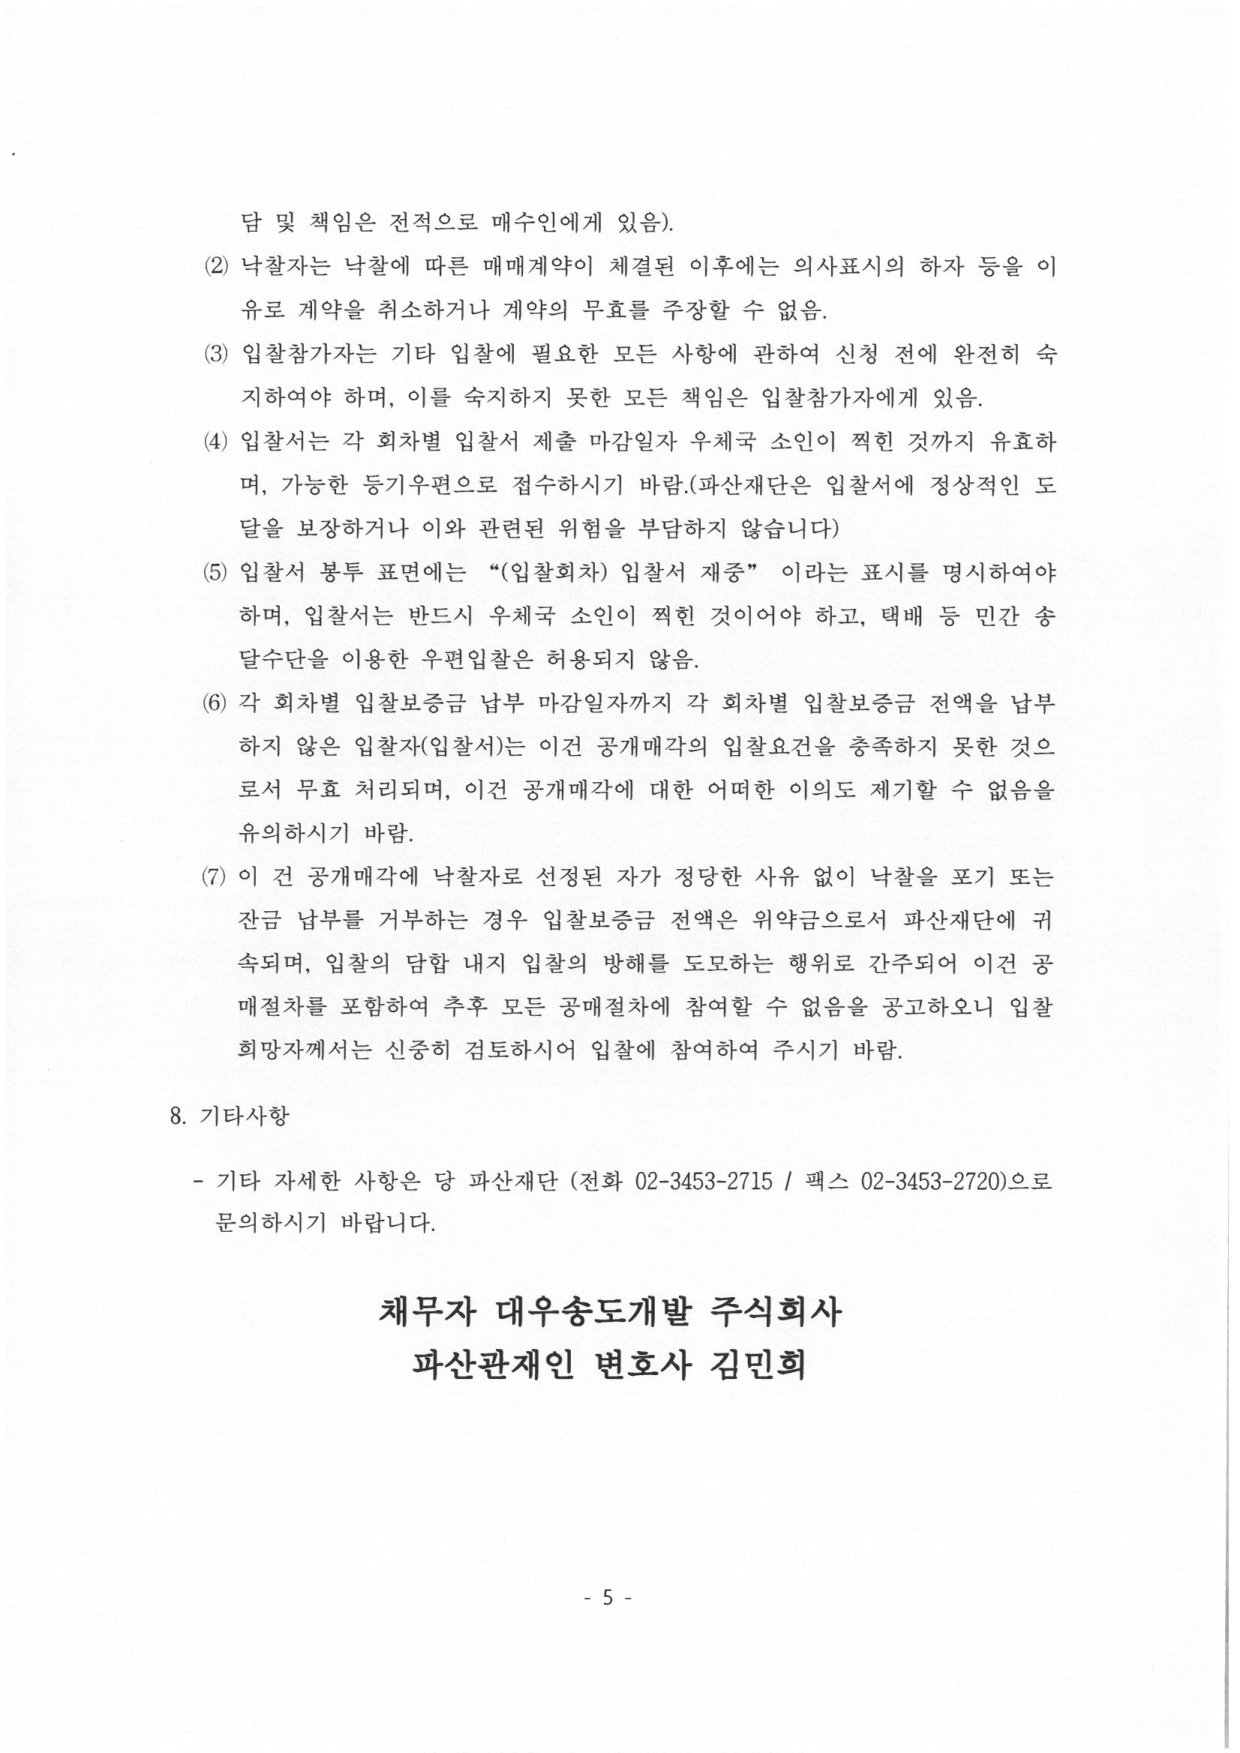 담 및 책임은 전적으로 매수인에게 있음).
(2) 낙찰자는 낙찰에 따른 매매계약이 체결된 이후에는 의사표시의 하자 등을 이
유로 계약을 취소하거나 계약의 무효를 주장할 수 없음.
(3) 입찰참가자는 기타 입찰에 필요한 모든 사항에 관하여 신청 전에 완전히 숙
지하여야 하며, 이를 숙지하지 못한 모든 책임은 입찰참가자에게 있음.
(4) 입찰서는 각 회차별 입찰서 제출 마감일자 우체국 소인이 찍힌 것까지 유효하
며, 가능한 등기우편으로 접수하시기 바람.(파산재단은 입찰서에 정상적인 도
달을 보장하거나 이와 관련된 위험을 부담하지 않습니다)
(5) 입찰서 봉투 표면에는 “(입찰회차) 입찰서 재중” 이라는 표시를 명시하여야
하며, 입찰서는 반드시 우체국 소인이 찍힌 것이어야 하고, 택배 등 민간 송
달수단을 이용한 우편입찰은 허용되지 않음.
(6) 각 회차별 입찰보증금 납부 마감일자까지 각 회차별 입찰보증금 전액을 납부
하지 않은 입찰자(입찰서)는 이건 공개매각의 입찰요건을 충족하지 못한 것으
로서 무효 처리되며, 이건 공개매각에 대한 어떠한 이의도 제기할 수 없음을
유의하시기 바람.
(7) 이 건 공개매각에 낙찰자로 선정된 자가 정당한 사유 없이 낙찰을 포기 또는
잔금 납부를 거부하는 경우 입찰보증금 전액은 위약금으로서 파산재단에 귀
속되며, 입찰의 담합 내지 입찰의 방해를 도모하는 행위로 간주되어 이건 공
매절차를 포함하여 추후 모든 공매절차에 참여할 수 없음을 공고하오니 입찰
희망자께서는 신중히 검토하시어 입찰에 참여하여 주시기 바람.
8. 기타사항
- 기타 자세한 사항은 당 파산재단 (전화 02-3453-2715 / 팩스 02-3453-2720)으로
문의하시기 바랍니다.
채무자 대우송도개발 주식회사
파산관재인 변호사 김민희
- 5 -